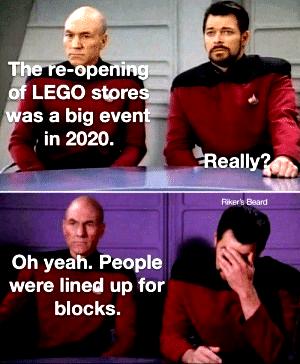 The re-opening
of LEGO stores
was a big event
in 2020.
Really?
Riker's Beard
Oh yeah. People
were lined up for
blocks.